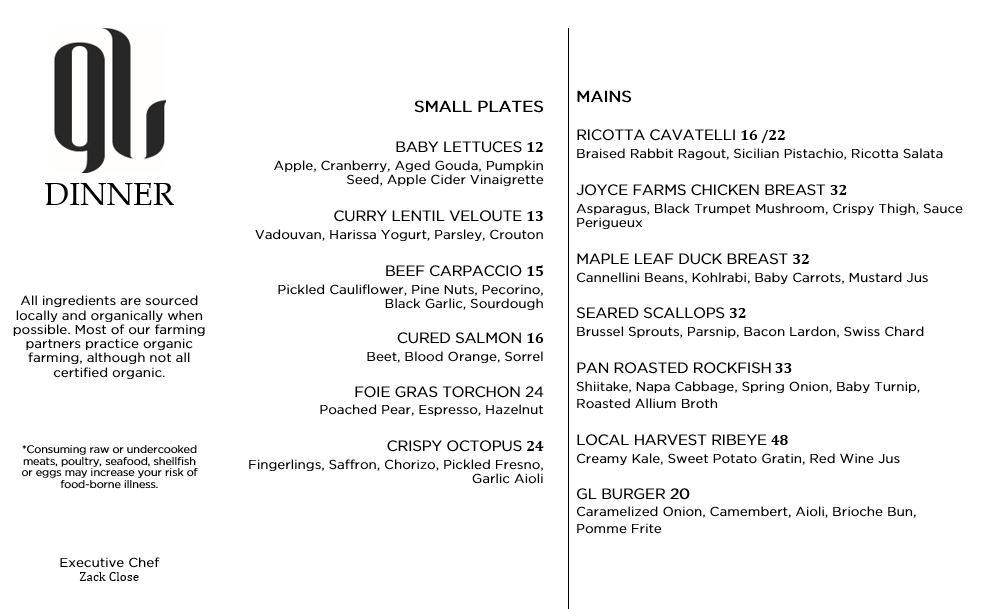 gl
DINNER
All ingredients are sourced
locally and organically when
possible. Most of our farming
partners practice organic
farming, although not all
certified organic.
*Consuming raw or undercooked
meats, poultry, seafood, shellfish
or eggs may increase your risk of
food-borne illness.
Executive Chef
Zack Close
SMALL PLATES
BABY LETTUCES 12
Apple, Cranberry, Aged Gouda, Pumpkin
Seed, Apple Cider Vinaigrette
CURRY LENTIL VELOUTE 13
Vadouvan, Harissa Yogurt, Parsley, Crouton
BEEF CARPACCIO 15
Pickled Cauliflower, Pine Nuts, Pecorino,
Black Garlic, Sourdough
CURED SALMON 16
Beet, Blood Orange, Sorrel
FOIE GRAS TORCHON 24
Poached Pear, Espresso, Hazelnut
CRISPY OCTOPUS 24
Fingerlings, Saffron, Chorizo, Pickled Fresno,
Garlic Aioli
MAINS
RICOTTA CAVATELLI 16 /22
Braised Rabbit Ragout, Sicilian Pistachio, Ricotta Salata
JOYCE FARMS CHICKEN BREAST 32
Asparagus, Black Trumpet Mushroom, Crispy Thigh, Sauce
Perigueux
MAPLE LEAF DUCK BREAST 32
Cannellini Beans, Kohlrabi, Baby Carrots, Mustard Jus
SEARED SCALLOPS 32
Brussel Sprouts, Parsnip, Bacon Lardon, Swiss Chard
PAN ROASTED ROCKFISH 33
Shiitake, Napa Cabbage, Spring Onion, Baby Turnip,
Roasted Allium Broth
LOCAL HARVEST RIBEYE 48
Creamy Kale, Sweet Potato Gratin, Red Wine Jus
GL BURGER 20
Caramelized Onion, Camembert, Aioli, Brioche Bun,
Pomme Frite